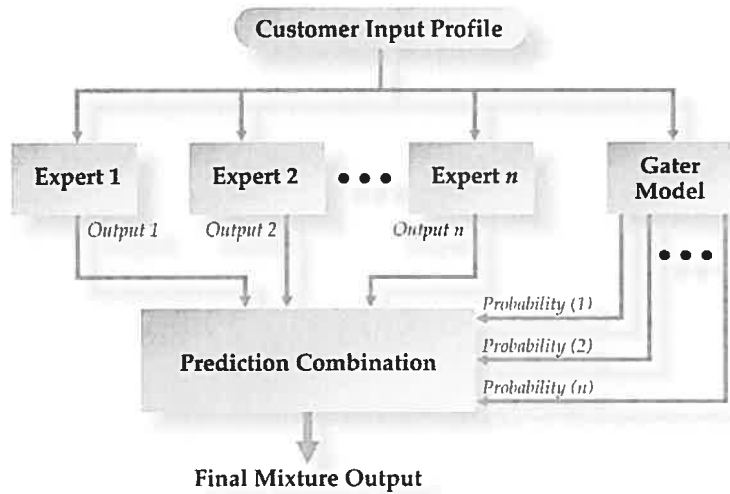 Customer Input Profile
Expert 1
Expert 2
Expert n
Gater
Model
Output 1
Output 2
Output n
Probability (1)
Probability (2)
Probability (n)
Prediction Combination
Final Mixture Output